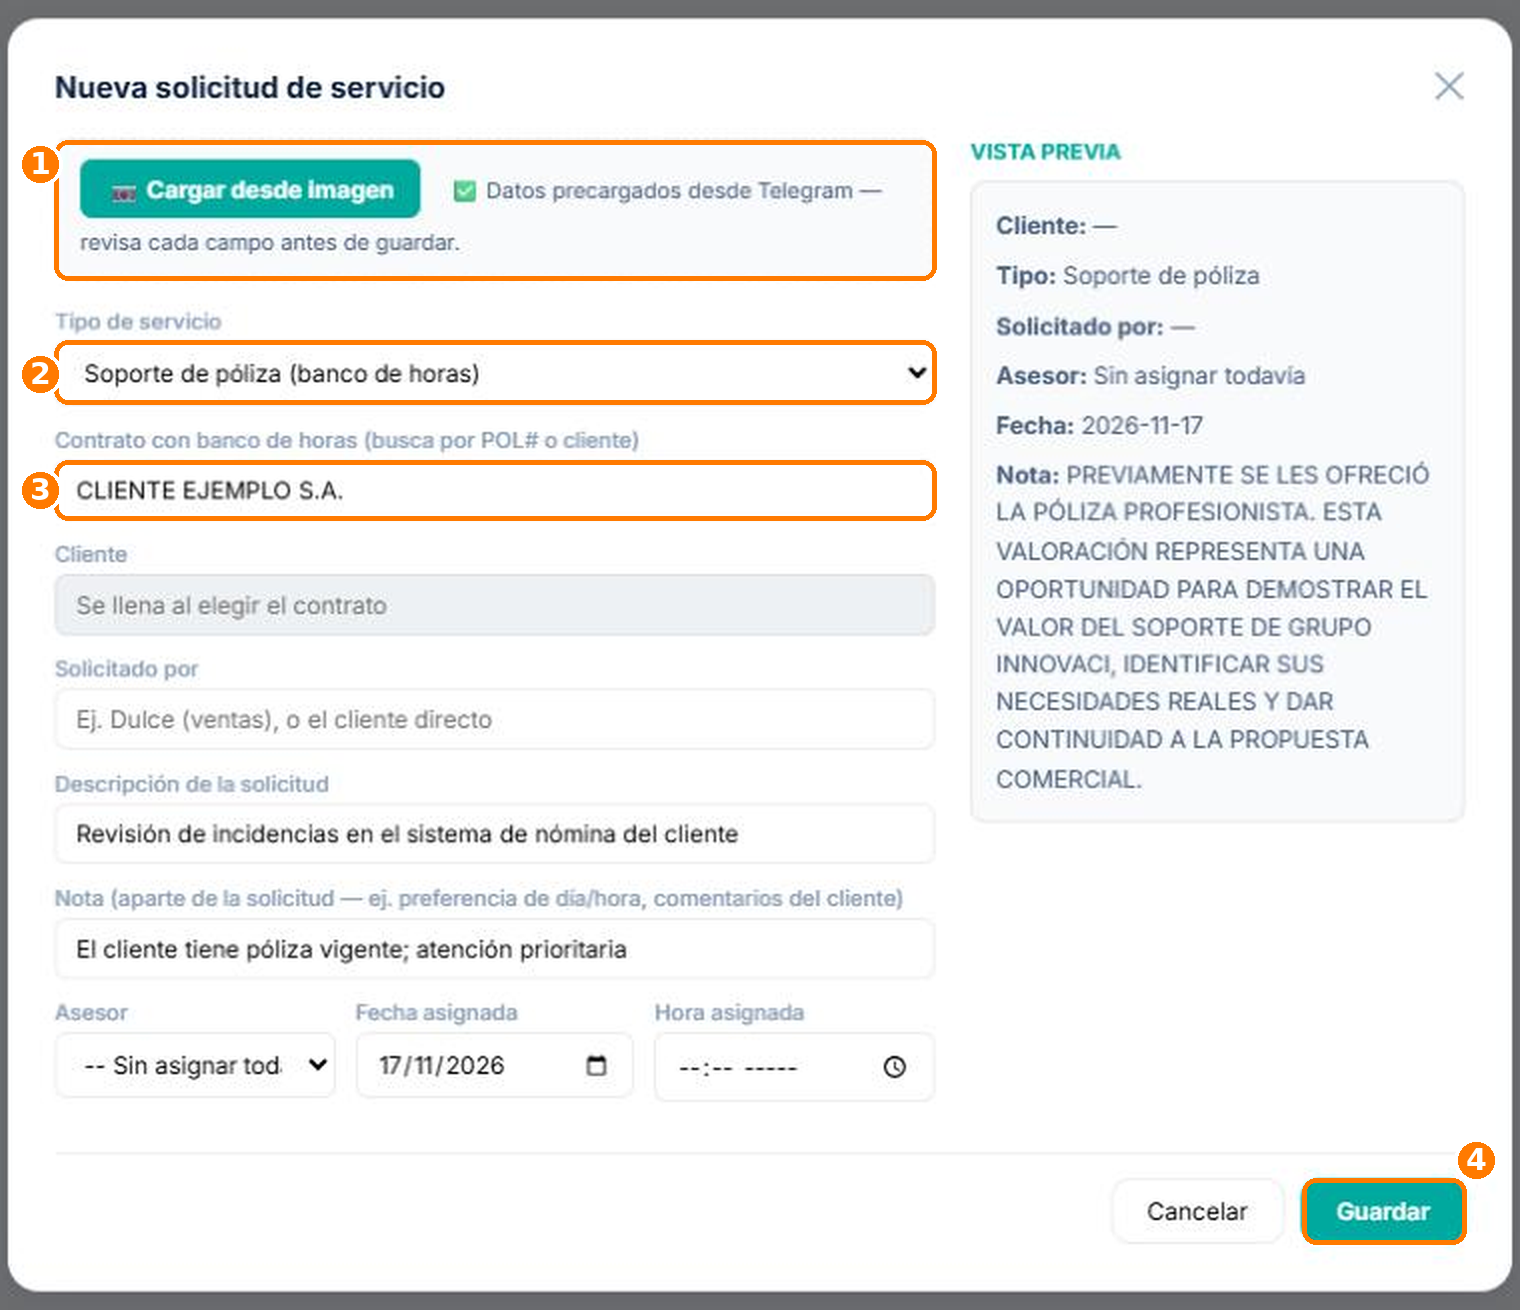 Nueva solicitud de servicio
1
Cargar desde imagen
Datos precargados desde Telegram —
revisa cada campo antes de guardar.
Tipo de servicio
2
Soporte de póliza (banco de horas)
Contrato con banco de horas (busca por POL# o cliente)
3
CLIENTE EJEMPLO S.A.
Cliente
Se llena al elegir el contrato
Solicitado por
Ej. Dulce (ventas), o el cliente directo
Descripción de la solicitud
Revisión de incidencias en el sistema de nómina del cliente
Nota (aparte de la solicitud — ej. preferencia de día/hora, comentarios del cliente)
El cliente tiene póliza vigente; atención prioritaria
Asesor
Fecha asignada
Hora asignada
-- Sin asignar tod
17/11/2026
--:-- -----
VISTA PREVIA
Cliente: —
Tipo: Soporte de póliza
Solicitado por: —
Asesor: Sin asignar todavía
Fecha: 2026-11-17
Nota: PREVIAMENTE SE LES OFRECIÓ
LA PÓLIZA PROFESIONISTA. ESTA
VALORACIÓN REPRESENTA UNA
OPORTUNIDAD PARA DEMOSTRAR EL
VALOR DEL SOPORTE DE GRUPO
INNOVACI, IDENTIFICAR SUS
NECESIDADES REALES Y DAR
CONTINUIDAD A LA PROPUESTA
COMERCIAL.
4
Cancelar
Guardar